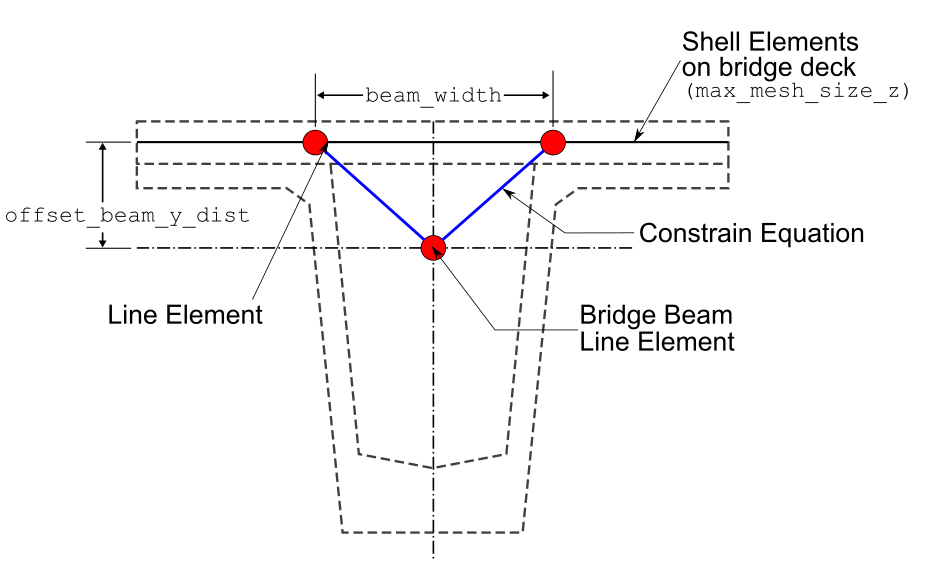 Shell Elements
on bridge deck
(max_mesh_size_z)
beam_width
offset_beam_y_dist
Constrain Equation
Line Element
Bridge Beam
Line Element